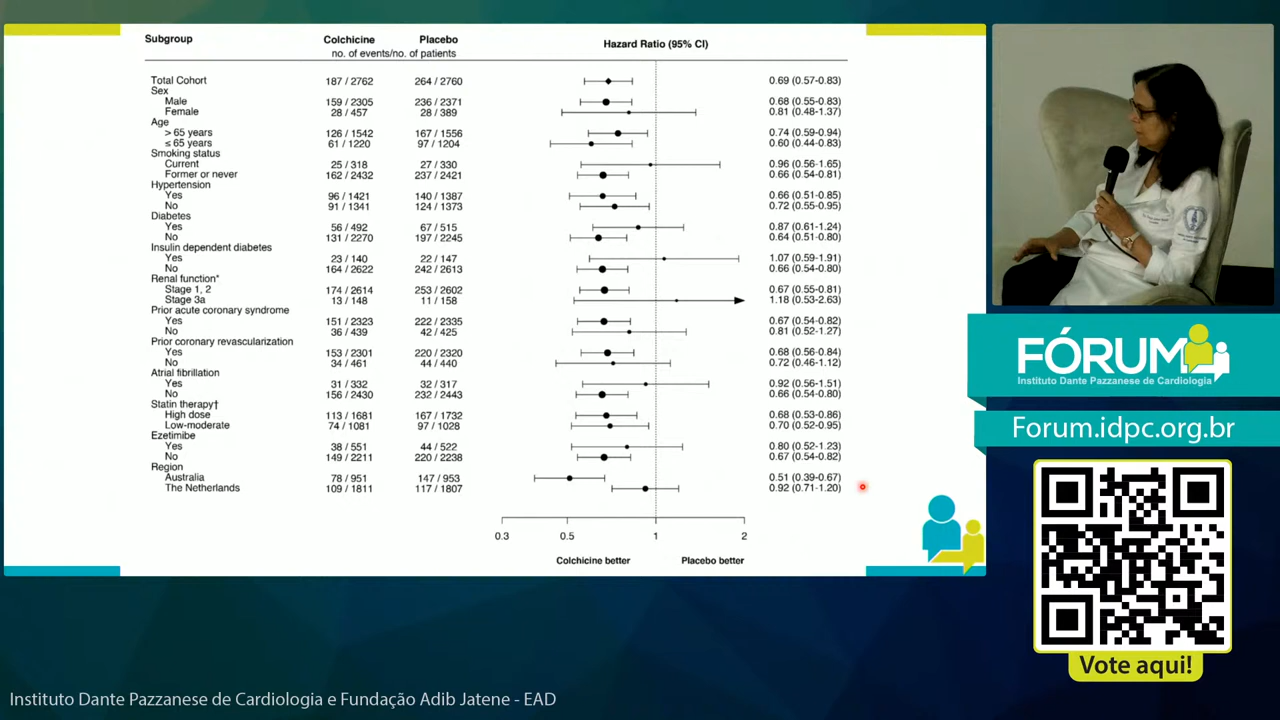 Subgroup Colchicine Placebo Hazard Ratio (95% CI)
no. of events/no. of patients
Total Cohort 187 / 2762 264 / 2760 0.69 (0.57-0.83)
Sex
Male 159 / 2305 236 / 2371 0.68 (0.55-0.83)
Female 28 / 457 28 / 389 0.81 (0.48-1.37)
Age
> 65 years 126 / 1542 167 / 1556 0.74 (0.59-0.94)
≤ 65 years 61 / 1220 97 / 1204 0.60 (0.44-0.83)
Smoking status
Current 25 / 318 27 / 330 0.96 (0.56-1.65)
Former or never 162 / 2432 237 / 2421 0.66 (0.54-0.81)
Hypertension
Yes 96 / 1421 140 / 1387 0.66 (0.51-0.85)
No 91 / 1341 124 / 1373 0.72 (0.55-0.95)
Diabetes
Yes 56 / 492 67 / 515 0.87 (0.61-1.24)
No 131 / 2270 197 / 2245 0.64 (0.51-0.80)
Insulin dependent diabetes
Yes 23 / 140 22 / 147 1.07 (0.59-1.91)
No 164 / 2622 242 / 2613 0.66 (0.54-0.80)
Renal function*
Stage 1, 2 174 / 2614 253 / 2602 0.67 (0.55-0.81)
Stage 3a 13 / 148 11 / 158 1.18 (0.53-2.63)
Prior acute coronary syndrome
Yes 151 / 2323 222 / 2335 0.67 (0.54-0.82)
No 36 / 439 42 / 425 0.81 (0.52-1.27)
Prior coronary revascularization
Yes 153 / 2301 220 / 2320 0.68 (0.56-0.84)
No 34 / 461 44 / 440 0.72 (0.46-1.12)
Atrial fibrillation
Yes 31 / 332 32 / 317 0.92 (0.56-1.51)
No 156 / 2430 232 / 2443 0.66 (0.54-0.80)
Statin therapy†
High dose 113 / 1681 167 / 1732 0.68 (0.53-0.86)
Low-moderate 74 / 1081 97 / 1028 0.70 (0.52-0.95)
Ezetimibe
Yes 38 / 551 44 / 522 0.80 (0.52-1.23)
No 149 / 2211 220 / 2238 0.67 (0.54-0.82)
Region
Australia 78 / 951 147 / 953 0.51 (0.39-0.67)
The Netherlands 109 / 1811 117 / 1807 0.92 (0.71-1.20)
0.3 0.5 1 2
Colchicine better Placebo better
FÓRUM
Instituto Dante Pazzanese de Cardiologia
Forum.idpc.org.br
Vote aqui!
Instituto Dante Pazzanese de Cardiologia e Fundação Adib Jatene - EAD